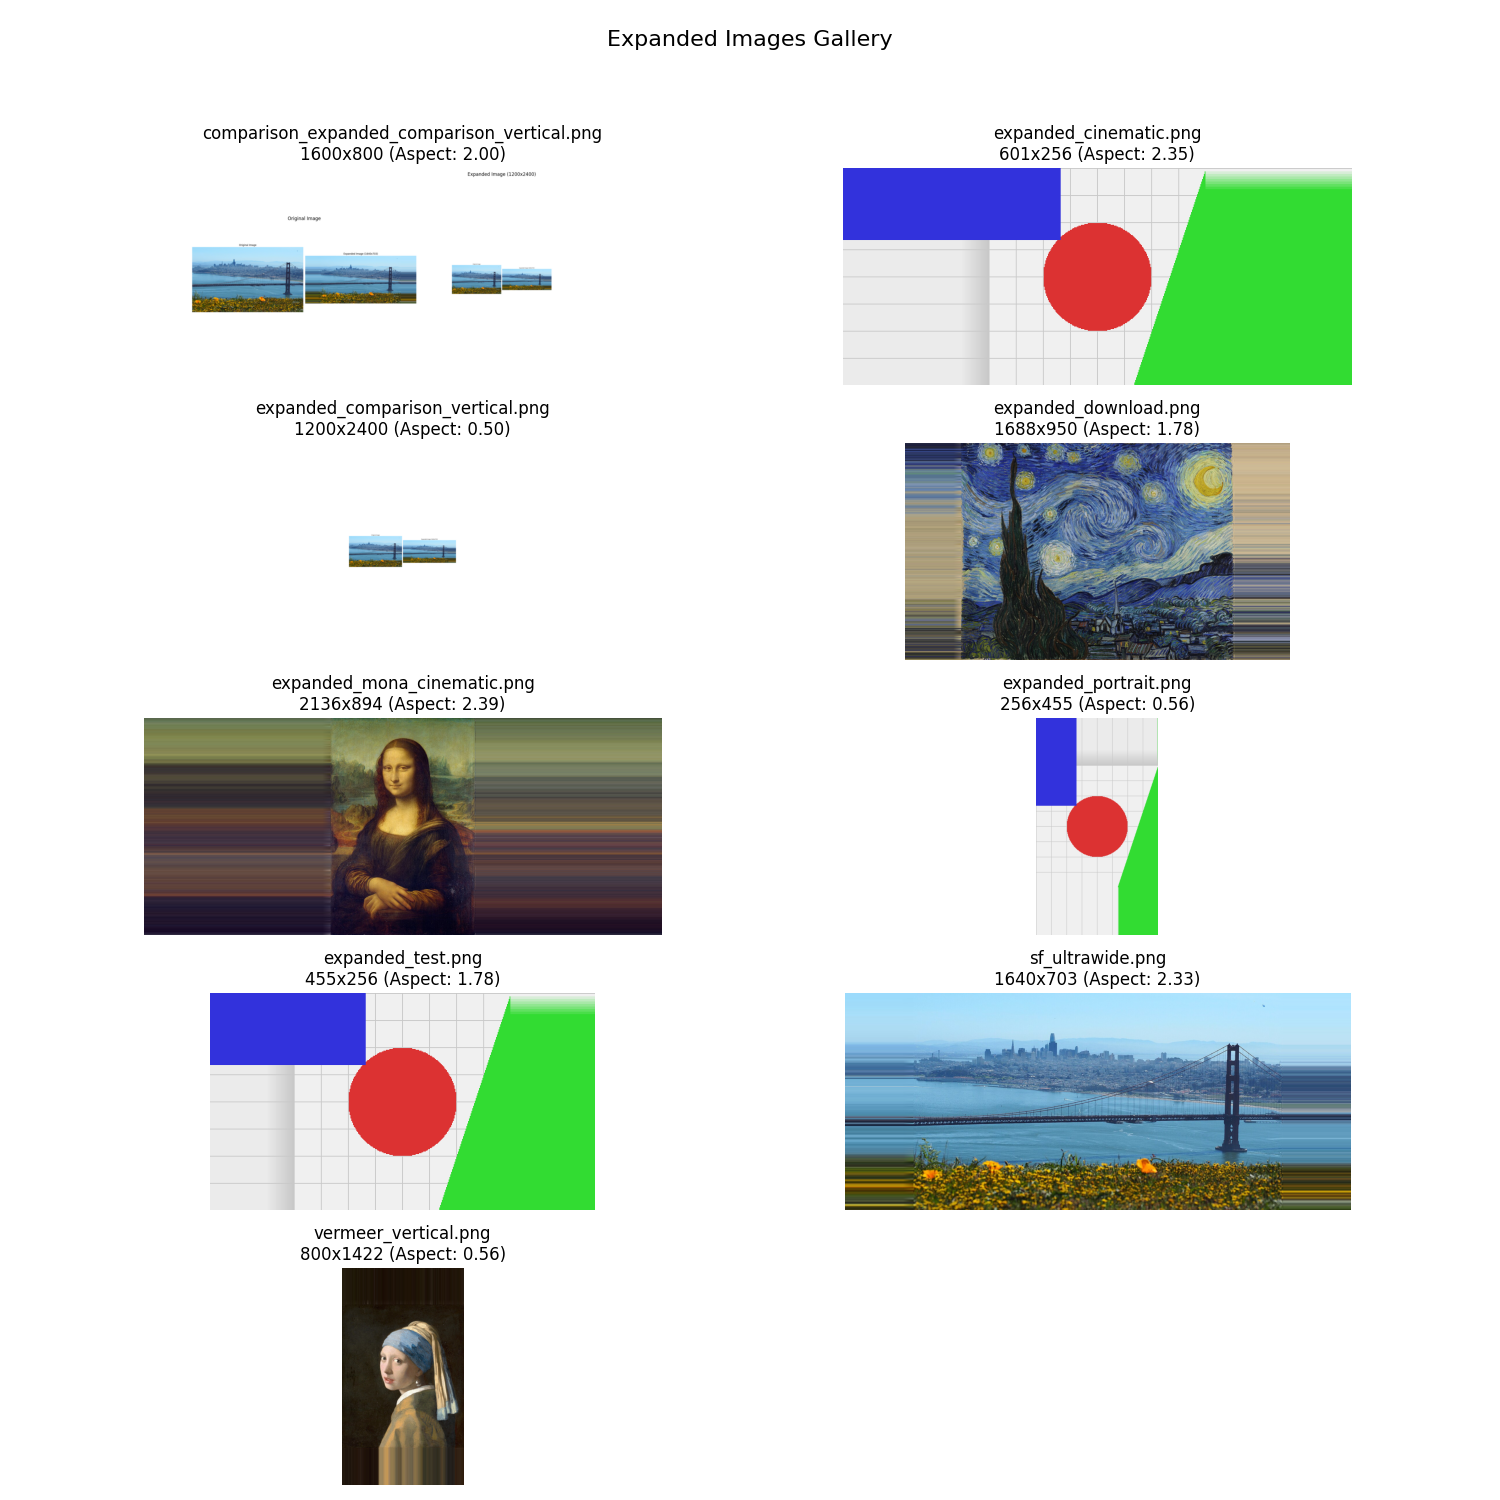 Expanded Images Gallery
comparison_expanded_comparison_vertical.png
1600x800 (Aspect: 2.00)
Expanded Image (1200x2400)
Original Image
Original Image
expanded_cinematic.png
601x256 (Aspect: 2.35)
expanded_comparison_vertical.png
1200x2400 (Aspect: 0.50)
expanded_download.png
1688x950 (Aspect: 1.78)
expanded_mona_cinematic.png
2136x894 (Aspect: 2.39)
expanded_portrait.png
256x455 (Aspect: 0.56)
expanded_test.png
455x256 (Aspect: 1.78)
sf_ultrawide.png
1640x703 (Aspect: 2.33)
vermeer_vertical.png
800x1422 (Aspect: 0.56)